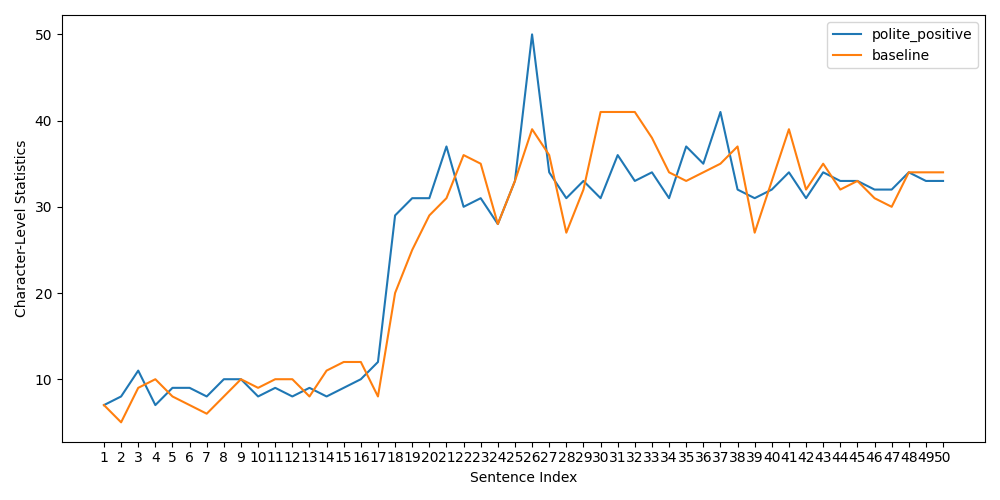 polite_positive
baseline
50
40
30
20
10
Character-Level Statistics
1 2 3 4 5 6 7 8 9 10 11 12 13 14 15 16 17 18 19 20 21 22 23 24 25 26 27 28 29 30 31 32 33 34 35 36 37 38 39 40 41 42 43 44 45 46 47 48 49 50
Sentence Index